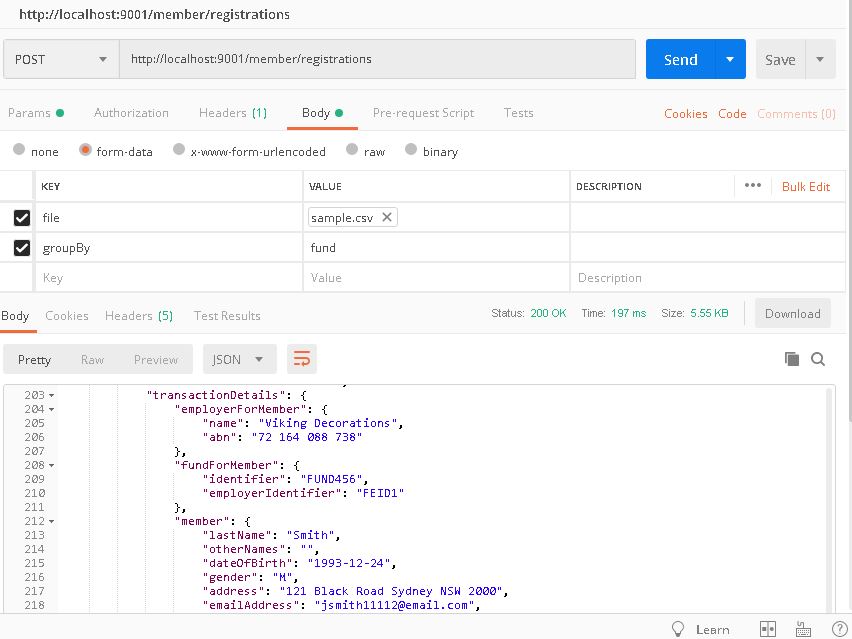 http://localhost:9001/member/registrations
POST http://localhost:9001/member/registrations Send Save
Params Authorization Headers (1) Body Pre-request Script Tests Cookies Code Comments (0)
none form-data x-www-form-urlencoded raw binary
KEY VALUE DESCRIPTION ••• Bulk Edit
file sample.csv ✕
groupBy fund
Key Value Description
Body Cookies Headers (5) Test Results Status: 200 OK Time: 197 ms Size: 5.55 KB Download
Pretty Raw Preview JSON
203 "transactionDetails": {
204 "employerForMember": {
205 "name": "Viking Decorations",
206 "abn": "72 164 088 738"
207 },
208 "fundForMember": {
209 "identifier": "FUND456",
210 "employerIdentifier": "FEID1"
211 },
212 "member": {
213 "lastName": "Smith",
214 "otherNames": "",
215 "dateOfBirth": "1993-12-24",
216 "gender": "M",
217 "address": "121 Black Road Sydney NSW 2000",
218 "emailAddress": "jsmith11112@email.com",
Learn